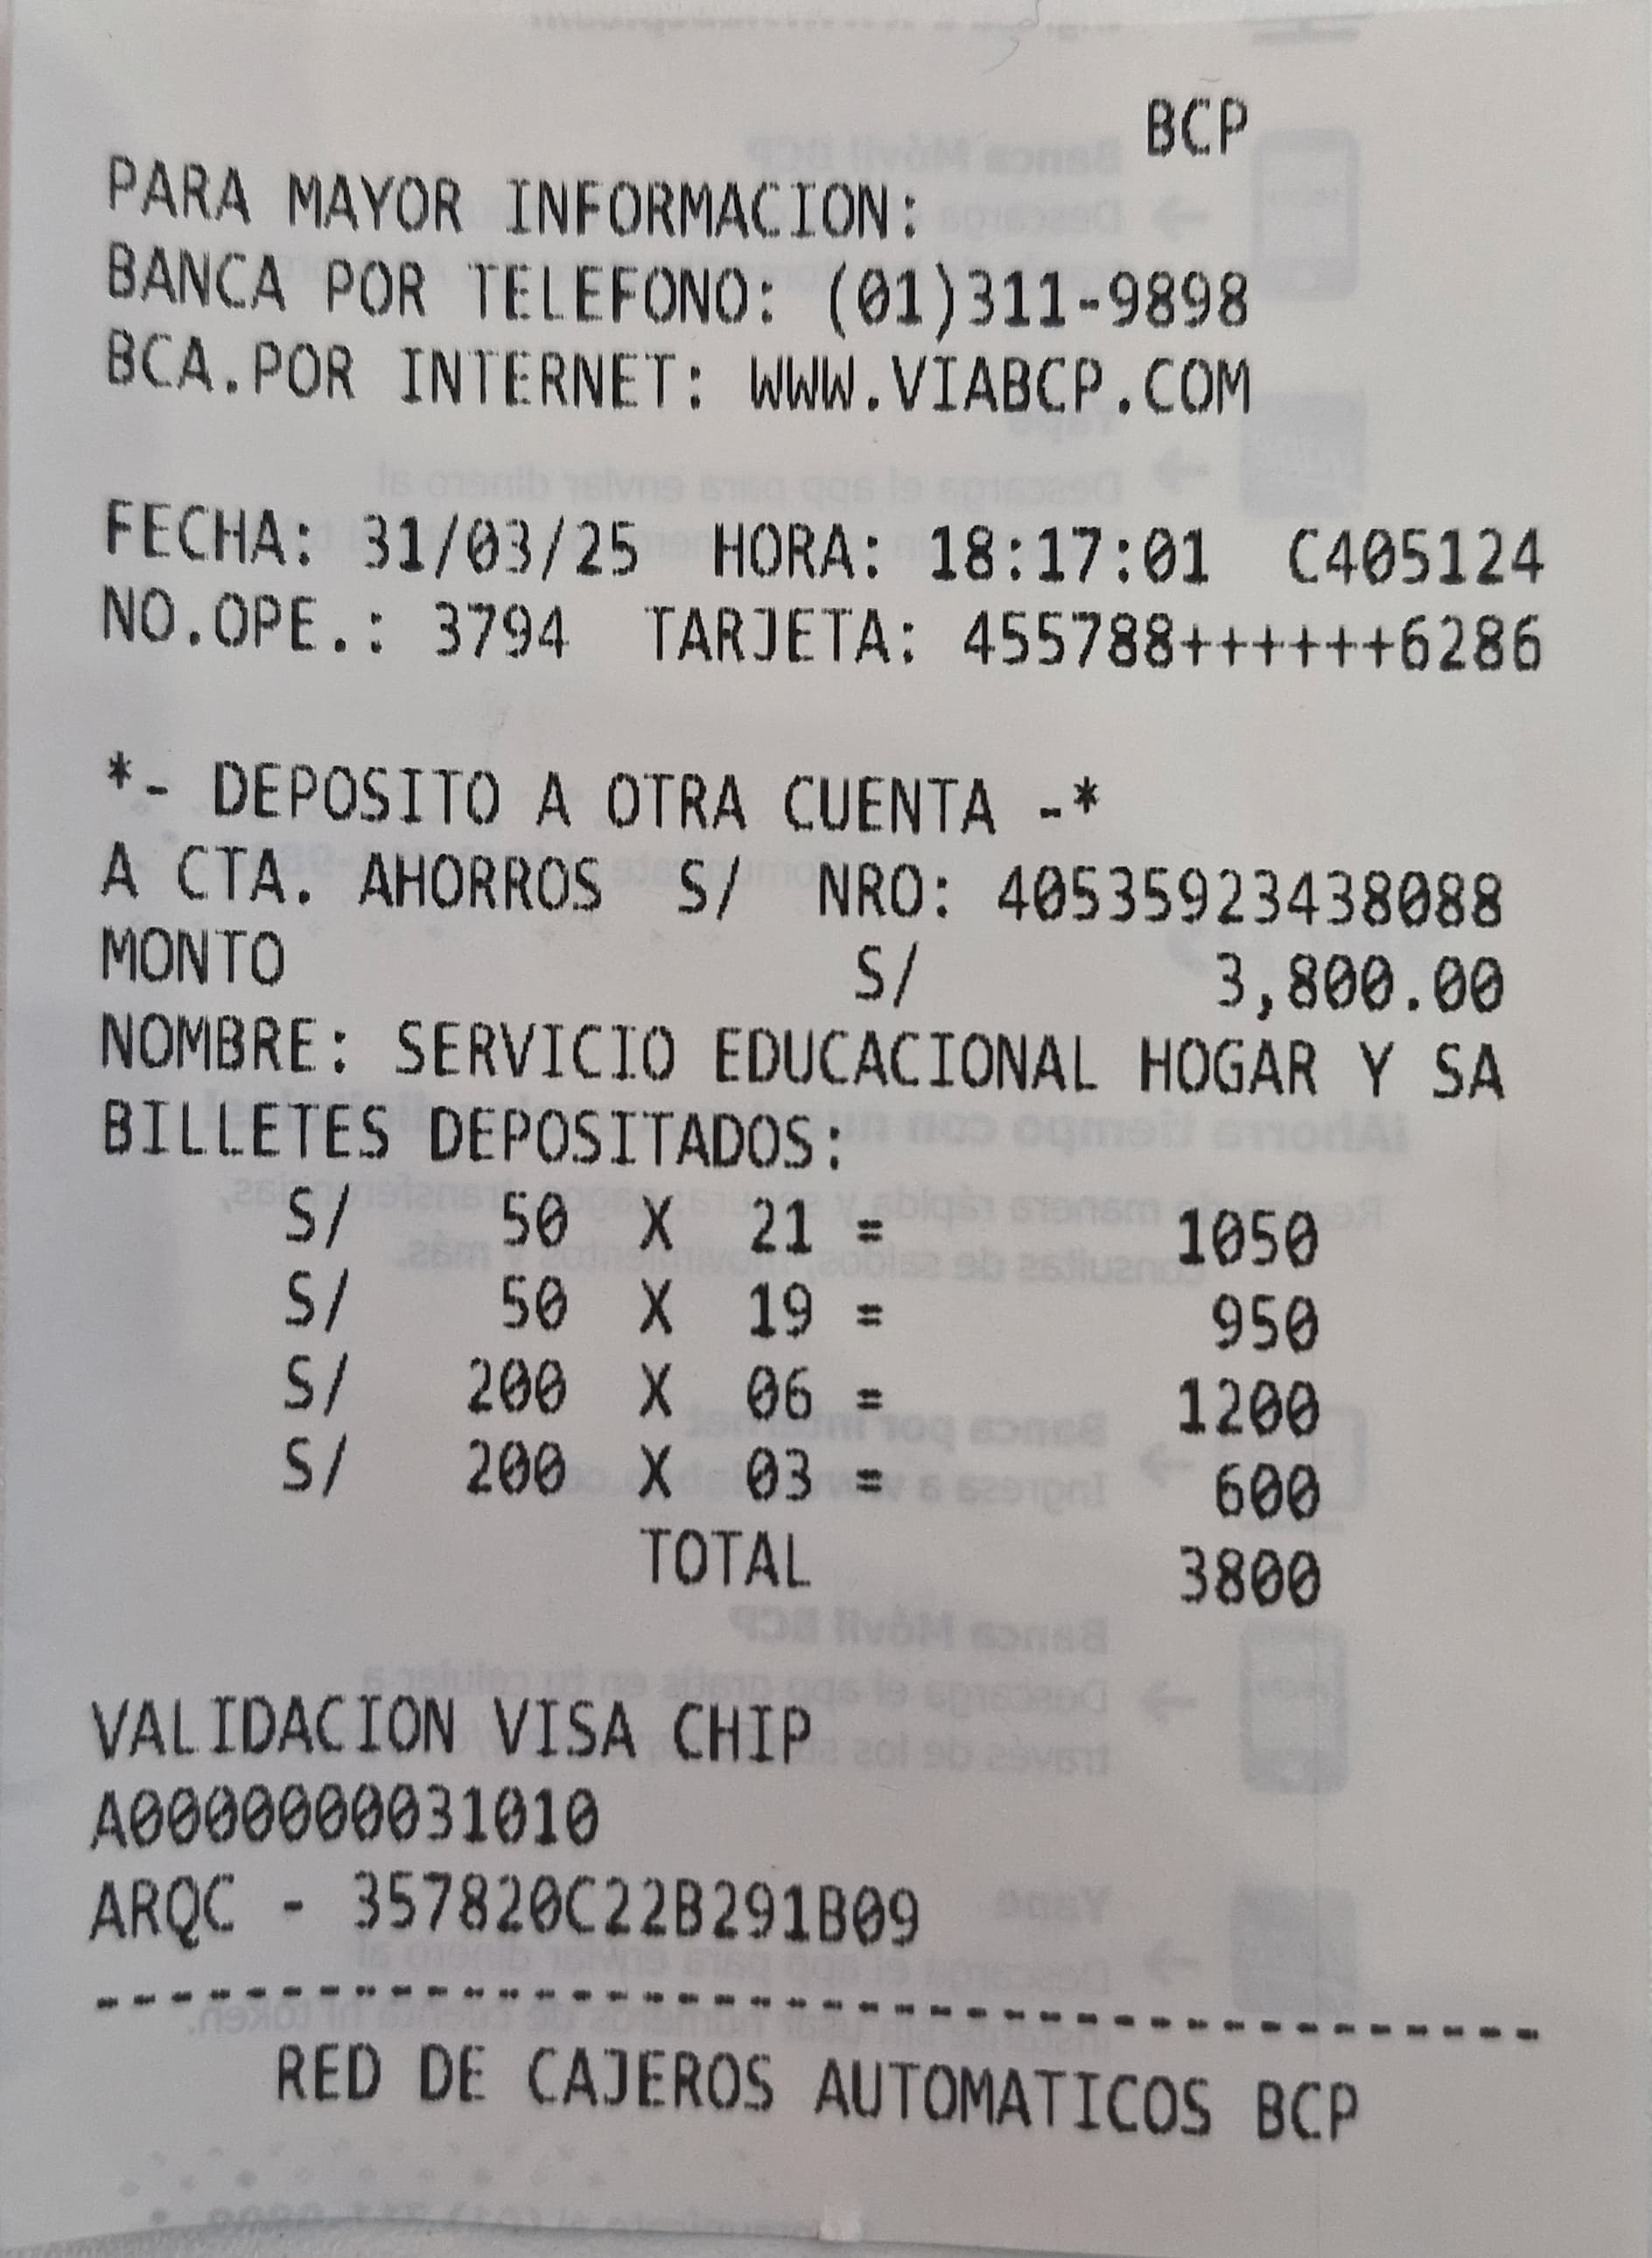 BCP
PARA MAYOR INFORMACION:
BANCA POR TELEFONO: (01)311-9898
BCA.POR INTERNET: WWW.VIABCP.COM
FECHA: 31/03/25 HORA: 18:17:01 C405124
NO.OPE.: 3794 TARJETA: 455788++++++6286
*- DEPOSITO A OTRA CUENTA -*
A CTA. AHORROS S/ NRO: 40535923438088
MONTO S/ 3,800.00
NOMBRE: SERVICIO EDUCACIONAL HOGAR Y SA
BILLETES DEPOSITADOS:
S/ 50 X 21 = 1050
S/ 50 X 19 = 950
S/ 200 X 06 = 1200
S/ 200 X 03 = 600
TOTAL 3800
VALIDACION VISA CHIP
A0000000031010
ARQC - 357820C22B291B09
----------------------------------------
RED DE CAJEROS AUTOMATICOS BCP